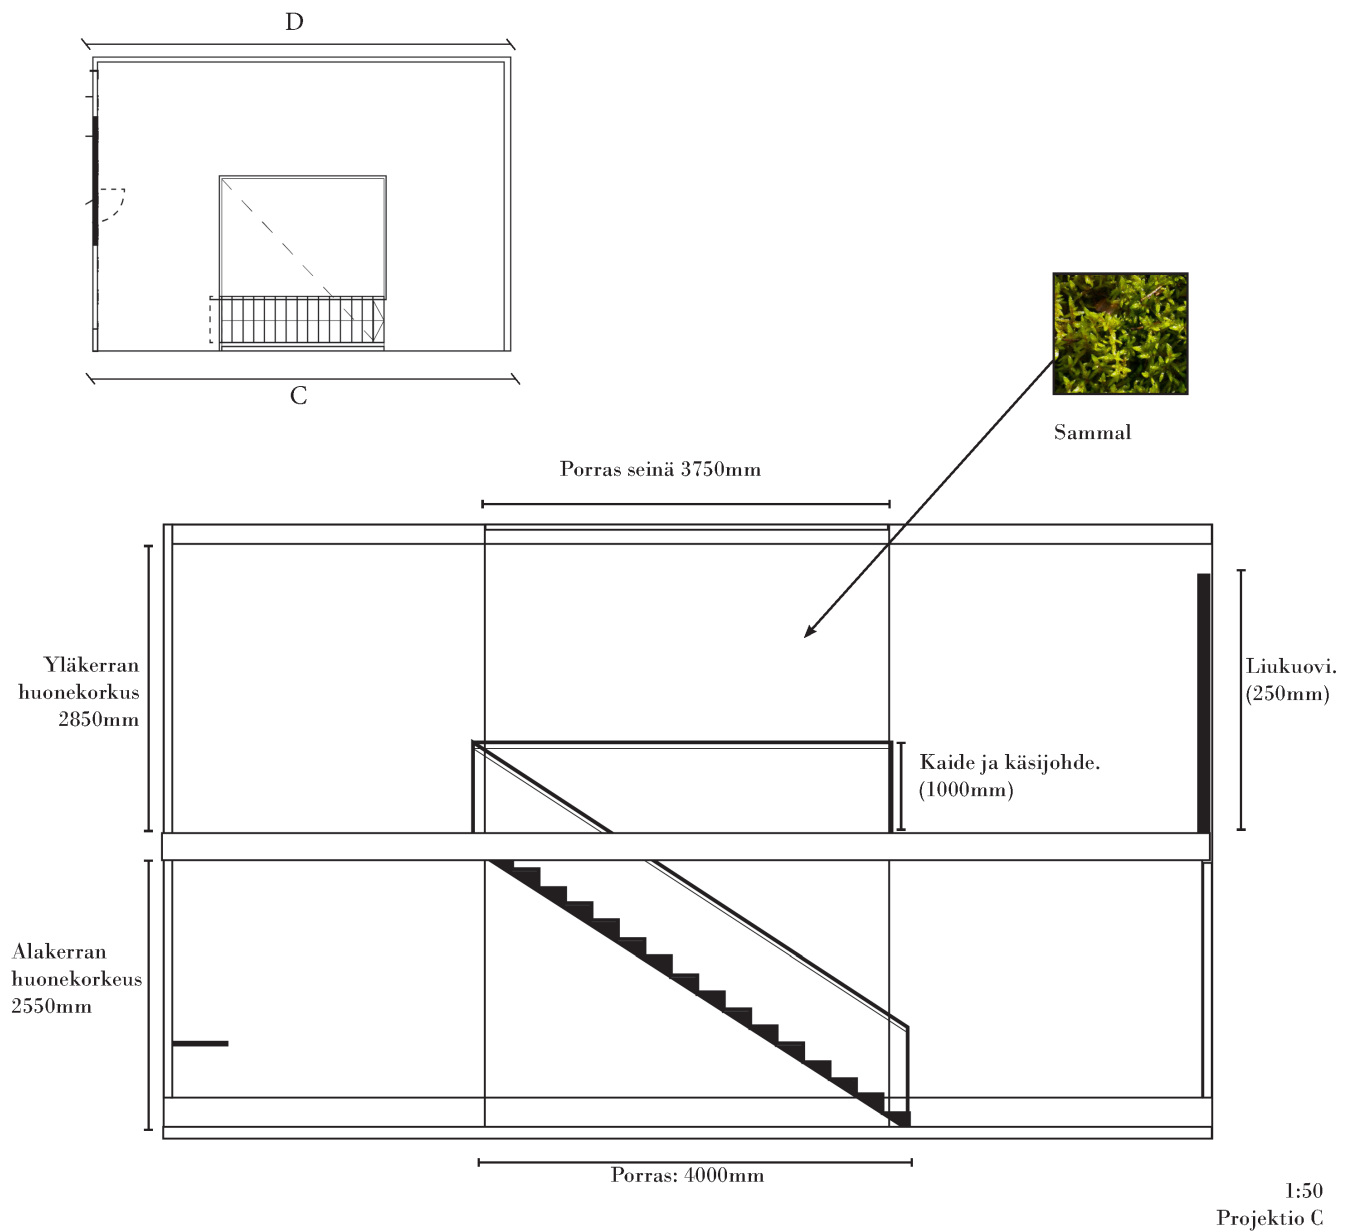 D
C
Sammal
Porras seinä 3750mm
Yläkerran
huonekorkus
2850mm
Liukuovi.
(250mm)
Kaide ja käsijohde.
(1000mm)
Alakerran
huonekorkeus
2550mm
Porras: 4000mm
1:50
Projektio C